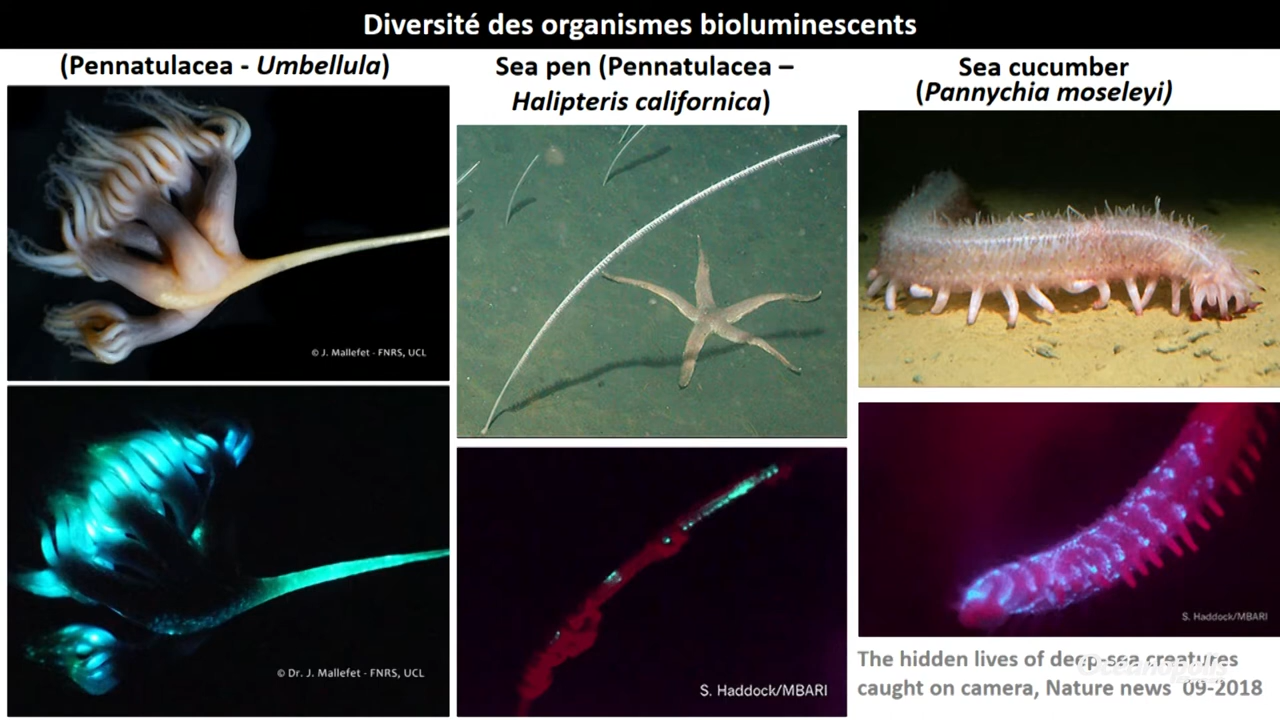 Diversité des organismes bioluminescents
(Pennatulacea - Umbellula)
© J. Mallefet - FNRS, UCL
© Dr. J. Mallefet - FNRS, UCL
Sea pen (Pennatulacea –
Halipteris californica)
S. Haddock/MBARI
Sea cucumber
(Pannychia moseleyi)
S. Haddock/MBARI
The hidden lives of deep-sea creatures
caught on camera, Nature news 09-2018
Oceanopolis